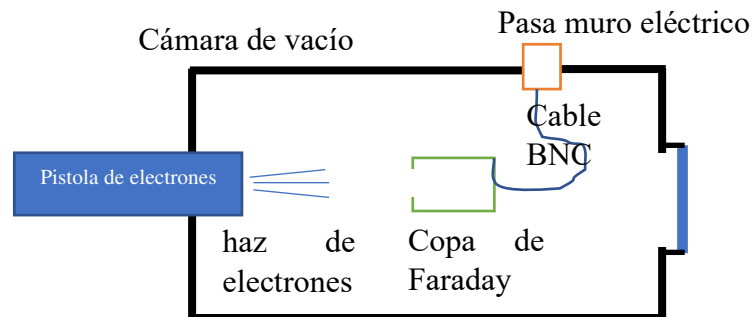 Pasa muro eléctrico
Cámara de vacío
Cable
BNC
Pistola de electrones
haz de
electrones
Copa de
Faraday